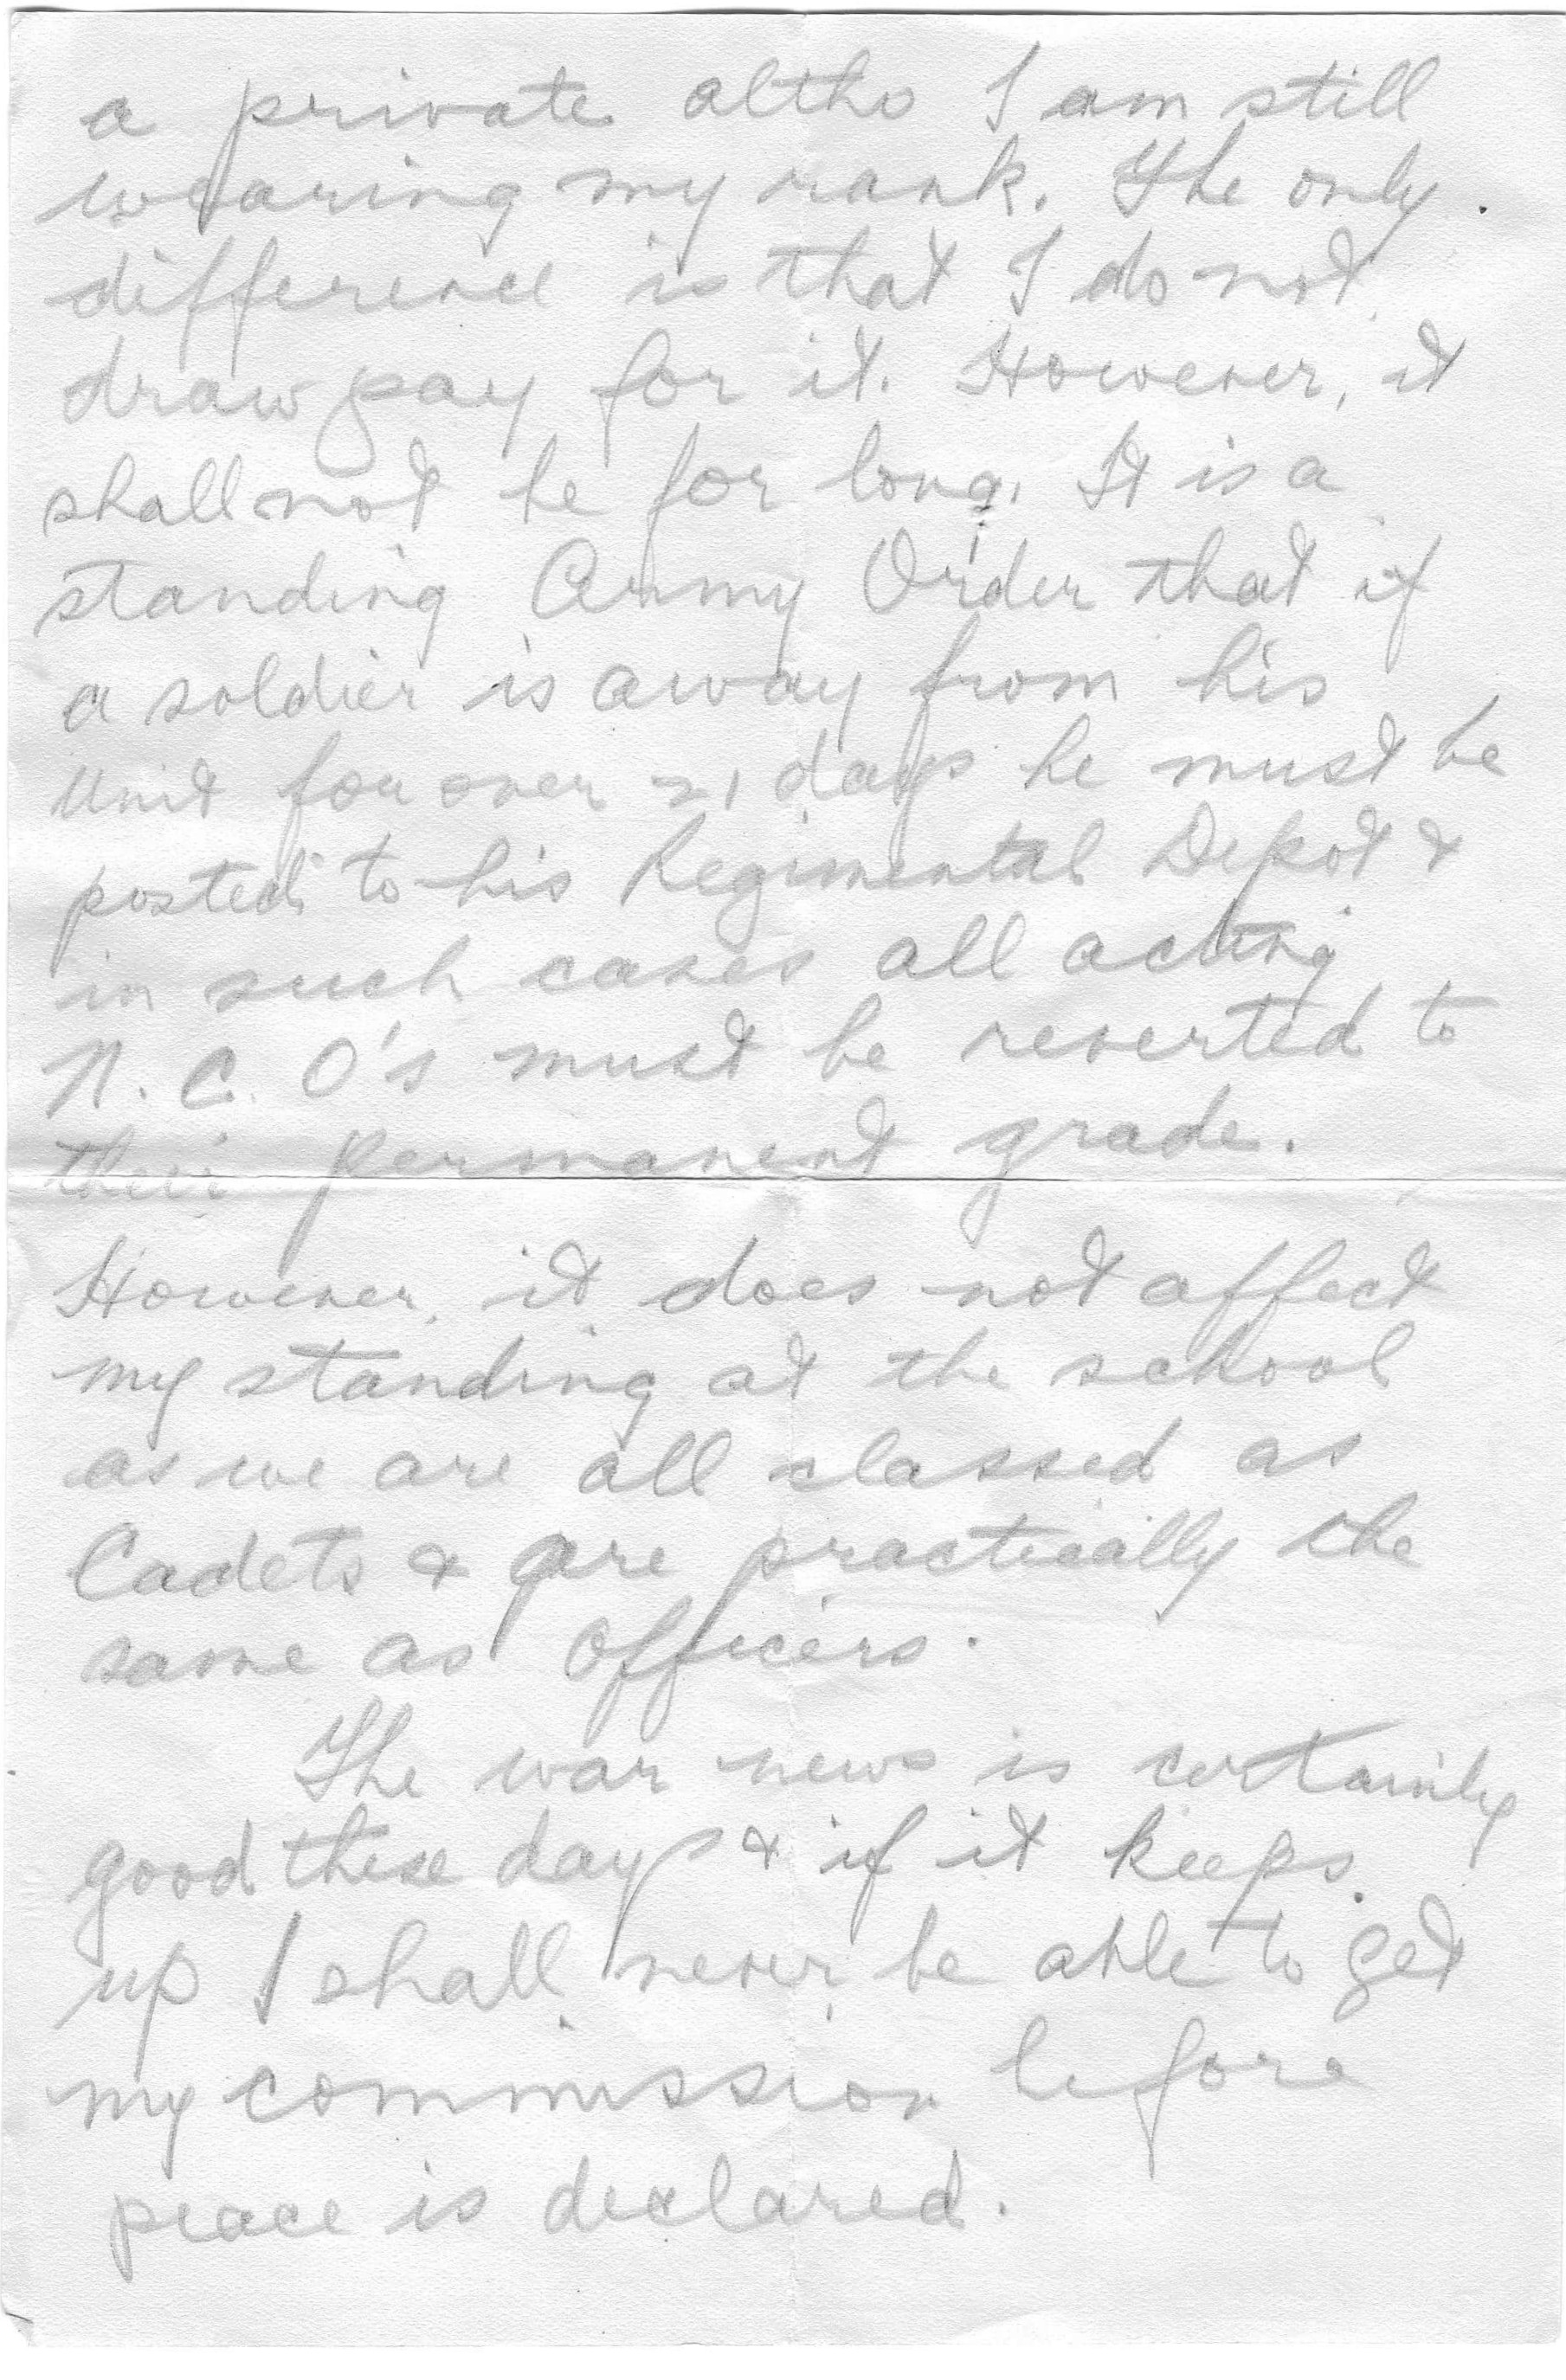 a private altho I am still
wearing my rank. The only
difference is that I do not
draw pay for it. However, it
shall not be for long. It is a
standing Army Order that if
a soldier is away from his
Unit for over 21 days he must be
posted to his Regimental Depot &
in such cases all acting
N. C. O's must be reverted to
their permanent grade.
However, it does not affect
my standing at the school
as we are all classed as
Cadets & are practically the
same as Officers.
The war news is certainly
good these days & if it keeps
up I shall never be able to get
my commission before
peace is declared.